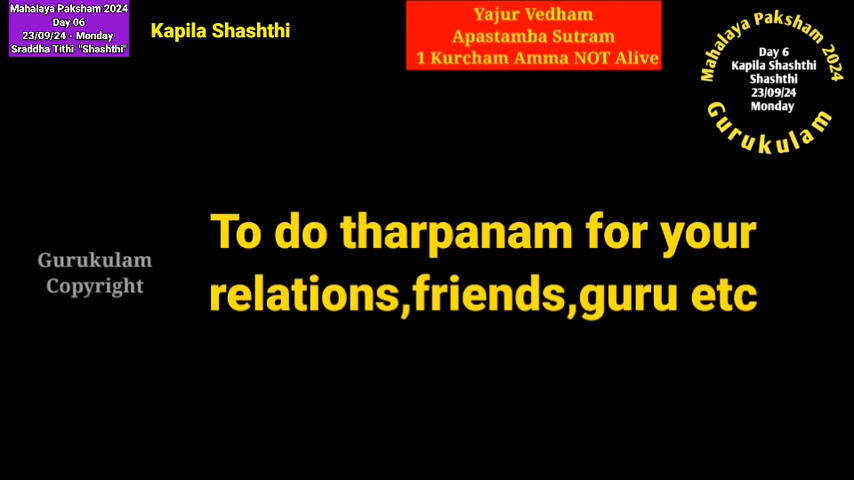 Mahalaya Paksham 2024
Day 06
23/09/24 - Monday
Sraddha Tithi "Shashthi"
Kapila Shashthi
Yajur Vedham
Apastamba Sutram
1 Kurcham Amma NOT Alive
Mahalaya Paksham 2024
Day 6
Kapila Shashthi
Shashthi
23/09/24
Monday
Gurukulam
Gurukulam
Copyright
To do tharpanam for your
relations,friends,guru etc